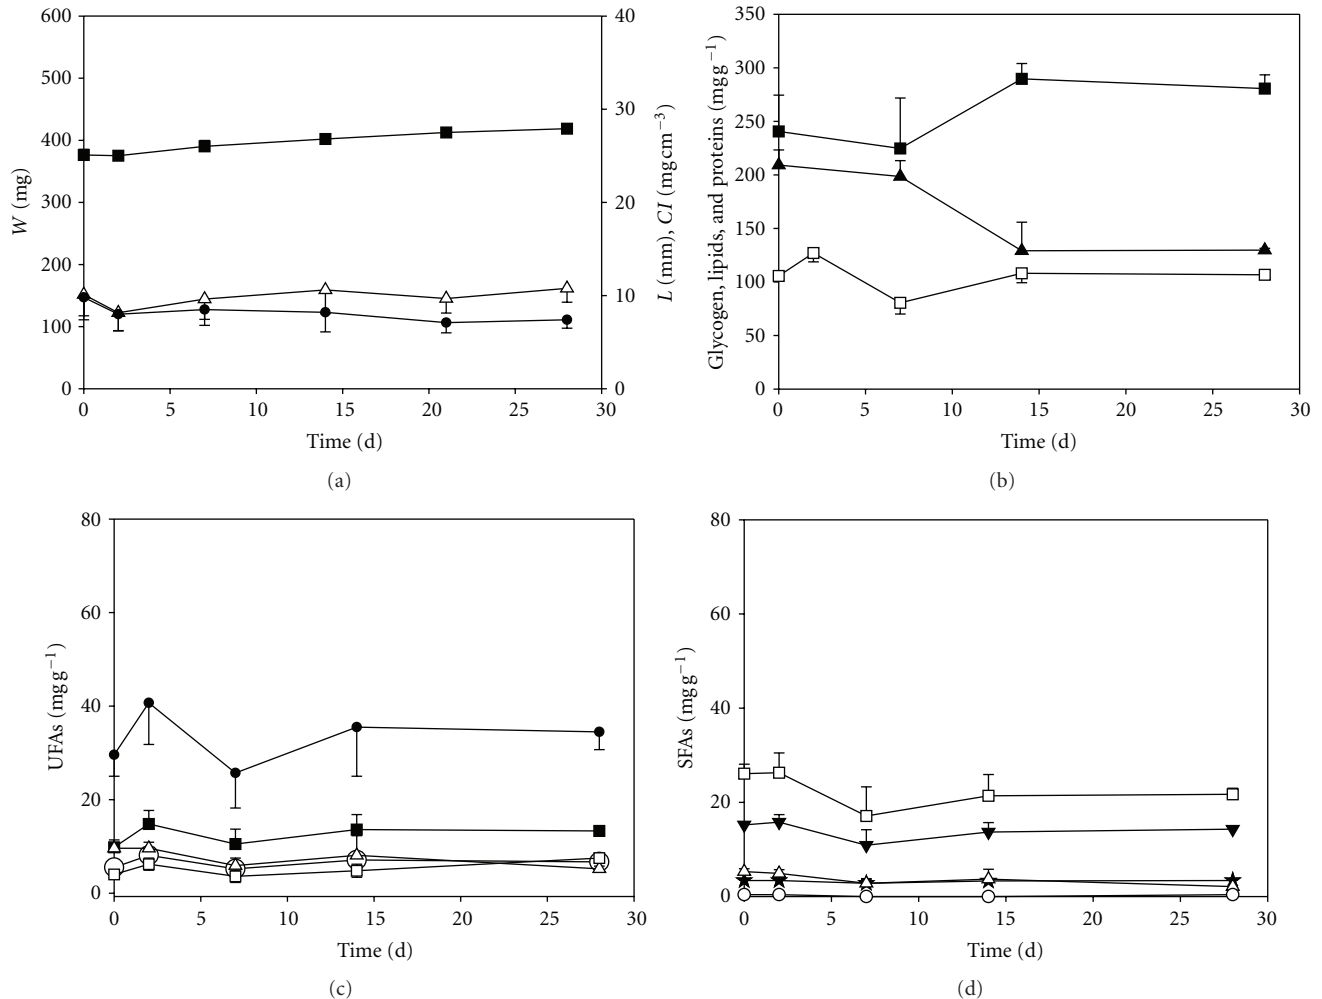 600
500
400
300
200
100
0
W (mg)
40
30
20
10
0
L (mm), CI (mgcm−3)
0 5 10 15 20 25 30
Time (d)
(a)
350
300
250
200
150
100
50
0
Glycogen, lipids, and proteins (mg g−1)
0 5 10 15 20 25 30
Time (d)
(b)
80
60
40
20
0
UFAs (mg g−1)
0 5 10 15 20 25 30
Time (d)
(c)
80
60
40
20
0
SFAs (mg g−1)
0 5 10 15 20 25 30
Time (d)
(d)